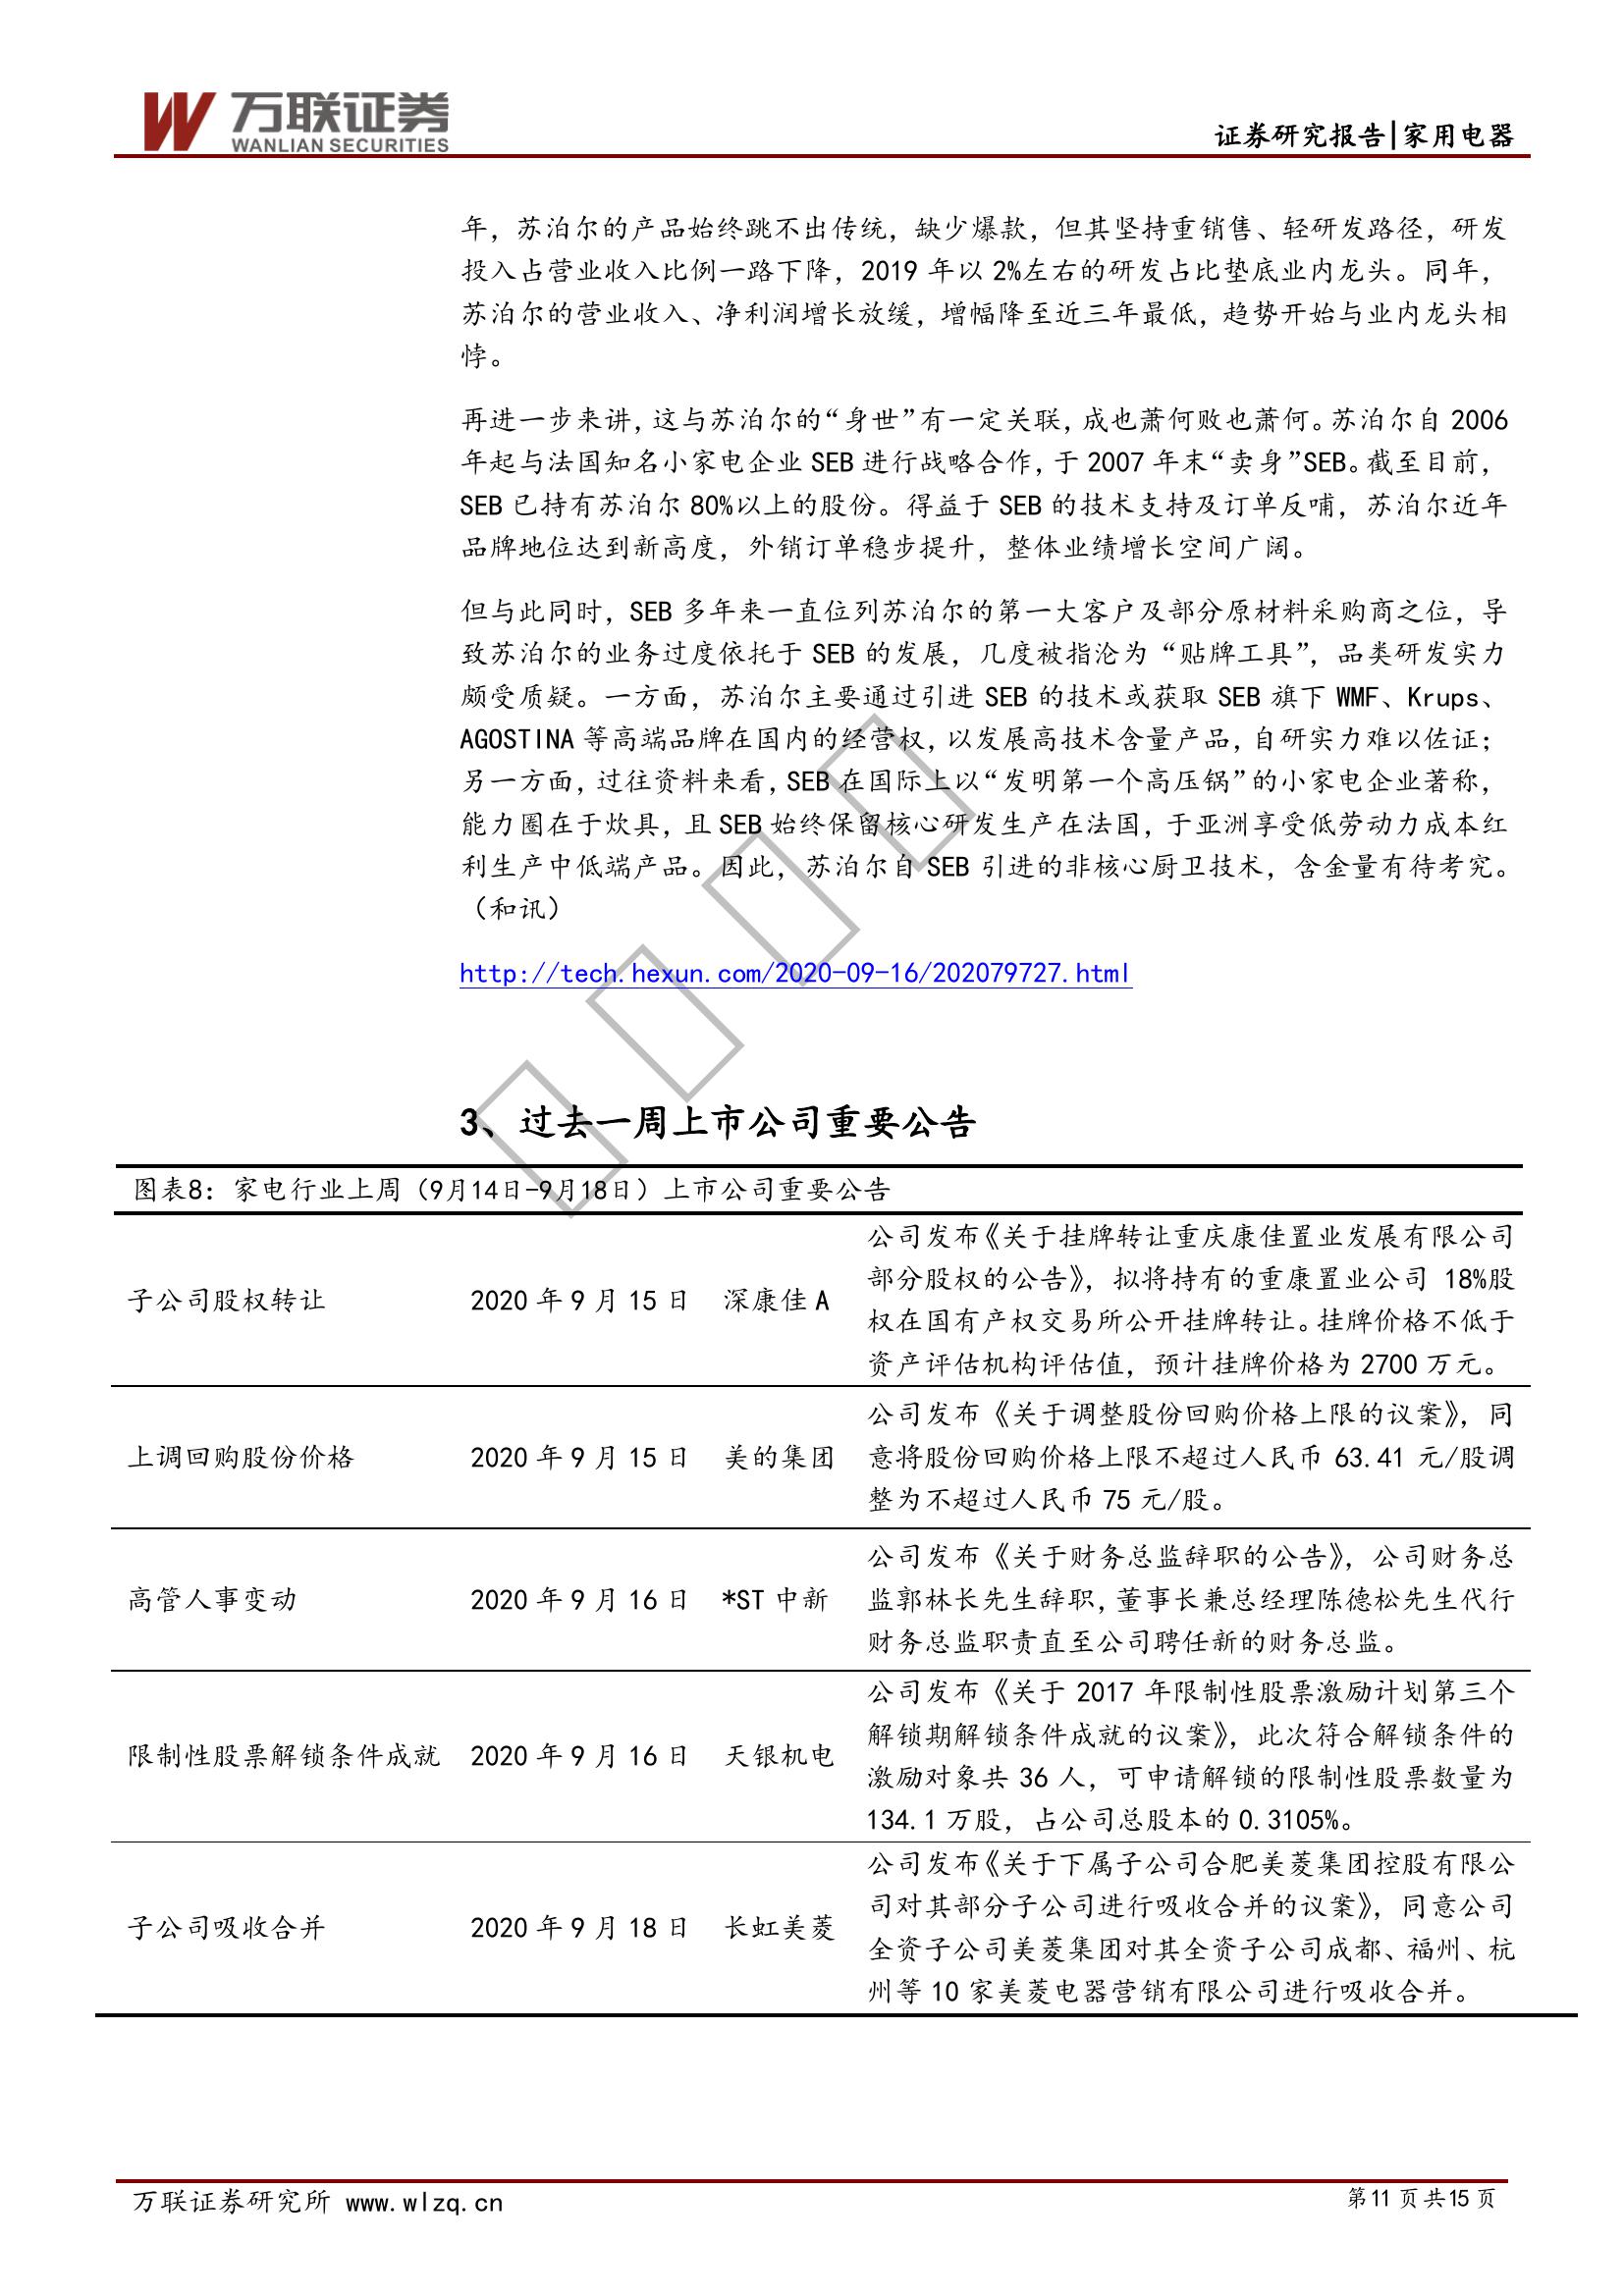 万联证券
WANLIAN SECURITIES
证券研究报告|家用电器
年，苏泊尔的产品始终跳不出传统，缺少爆款，但其坚持重销售、轻研发路径，研发
投入占营业收入比例一路下降，2019 年以 2%左右的研发占比垫底业内龙头。同年，
苏泊尔的营业收入、净利润增长放缓，增幅降至近三年最低，趋势开始与业内龙头相
悖。
再进一步来讲，这与苏泊尔的“身世”有一定关联，成也萧何败也萧何。苏泊尔自 2006
年起与法国知名小家电企业 SEB 进行战略合作，于 2007 年末“卖身”SEB。截至目前，
SEB 已持有苏泊尔 80%以上的股份。得益于 SEB 的技术支持及订单反哺，苏泊尔近年
品牌地位达到新高度，外销订单稳步提升，整体业绩增长空间广阔。
但与此同时，SEB 多年来一直位列苏泊尔的第一大客户及部分原材料采购商之位，导
致苏泊尔的业务过度依托于 SEB 的发展，几度被指沦为“贴牌工具”，品类研发实力
颇受质疑。一方面，苏泊尔主要通过引进 SEB 的技术或获取 SEB 旗下 WMF、Krups、
AGOSTINA 等高端品牌在国内的经营权，以发展高技术含量产品，自研实力难以佐证；
另一方面，过往资料来看，SEB 在国际上以“发明第一个高压锅”的小家电企业著称，
能力圈在于炊具，且 SEB 始终保留核心研发生产在法国，于亚洲享受低劳动力成本红
利生产中低端产品。因此，苏泊尔自 SEB 引进的非核心厨卫技术，含金量有待考究。
（和讯）
http://tech.hexun.com/2020-09-16/202079727.html
3、过去一周上市公司重要公告
图表8：家电行业上周（9月14日-9月18日）上市公司重要公告
公司发布《关于挂牌转让重庆康佳置业发展有限公司
部分股权的公告》，拟将持有的重康置业公司 18%股
子公司股权转让 2020 年 9 月 15 日 深康佳 A
权在国有产权交易所公开挂牌转让。挂牌价格不低于
资产评估机构评估值，预计挂牌价格为 2700 万元。
公司发布《关于调整股份回购价格上限的议案》，同
上调回购股份价格 2020 年 9 月 15 日 美的集团 意将股份回购价格上限不超过人民币 63.41 元/股调
整为不超过人民币 75 元/股。
公司发布《关于财务总监辞职的公告》，公司财务总
高管人事变动 2020 年 9 月 16 日 *ST 中新 监郭林长先生辞职，董事长兼总经理陈德松先生代行
财务总监职责直至公司聘任新的财务总监。
公司发布《关于 2017 年限制性股票激励计划第三个
解锁期解锁条件成就的议案》，此次符合解锁条件的
限制性股票解锁条件成就 2020 年 9 月 16 日 天银机电
激励对象共 36 人，可申请解锁的限制性股票数量为
134.1 万股，占公司总股本的 0.3105%。
公司发布《关于下属子公司合肥美菱集团控股有限公
司对其部分子公司进行吸收合并的议案》，同意公司
子公司吸收合并 2020 年 9 月 18 日 长虹美菱
全资子公司美菱集团对其全资子公司成都、福州、杭
州等 10 家美菱电器营销有限公司进行吸收合并。
万联证券研究所 www.wlzq.cn
第11 页共15 页